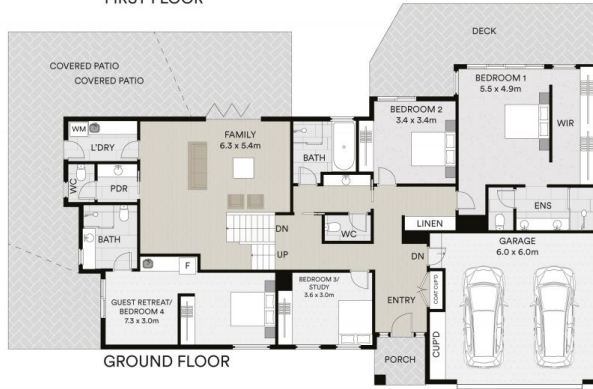 FIRST FLOOR
DECK
COVERED PATIO
COVERED PATIO
BEDROOM 1
5.5 x 4.9m
BEDROOM 2
3.4 x 3.4m
WIR
WM
L'DRY
FAMILY
6.3 x 5.4m
BATH
WC
PDR
ENS
LINEN
BATH
DN
UP
WC
DN
GARAGE
6.0 x 6.0m
F
BEDROOM 3/
STUDY
3.6 x 3.0m
COAT CUP'D
GUEST RETREAT/
BEDROOM 4
7.3 x 3.0m
ENTRY
CUP'D
PORCH
GROUND FLOOR